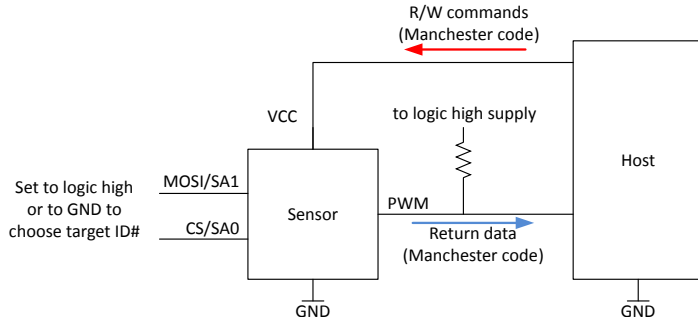 R/W commands
(Manchester code)
VCC
to logic high supply
Host
Set to logic high
or to GND to
choose target ID#
MOSI/SA1
CS/SA0
Sensor
PWM
Return data
(Manchester code)
GND
GND